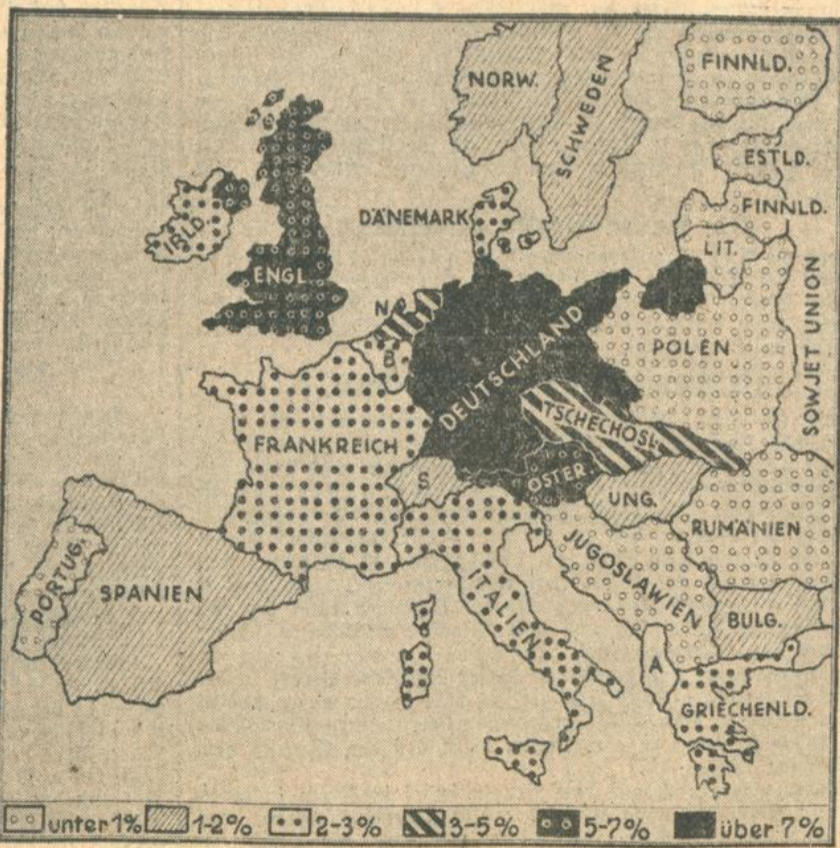 NORW.
SCHWEDEN
FINNLD.
ESTLD.
FINNLD.
LIT.
DÄNEMARK
IRLD.
ENGL.
N
B
DEUTSCHLAND
POLEN
SOWJET UNION
TSCHECHOSL.
FRANKREICH
S
ÖSTER.
UNG.
RUMÄNIEN
JUGOSLAWIEN
PORTUG.
SPANIEN
ITALIEN
BULG.
A
GRIECHENLD.
unter 1% 1-2% 2-3% 3-5% 5-7% über 7%